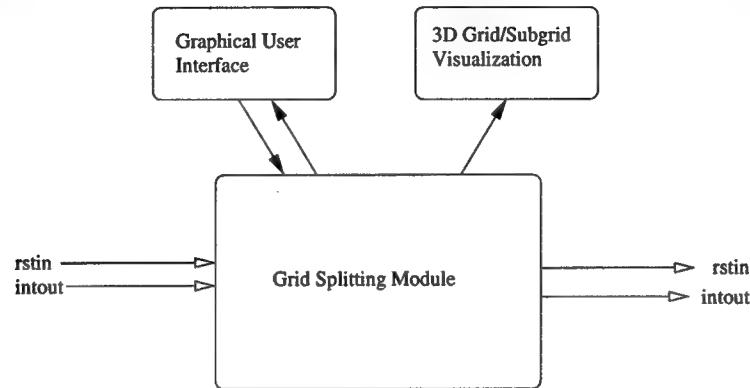 Graphical User
Interface
3D Grid/Subgrid
Visualization
rstin
intout
Grid Splitting Module
rstin
intout